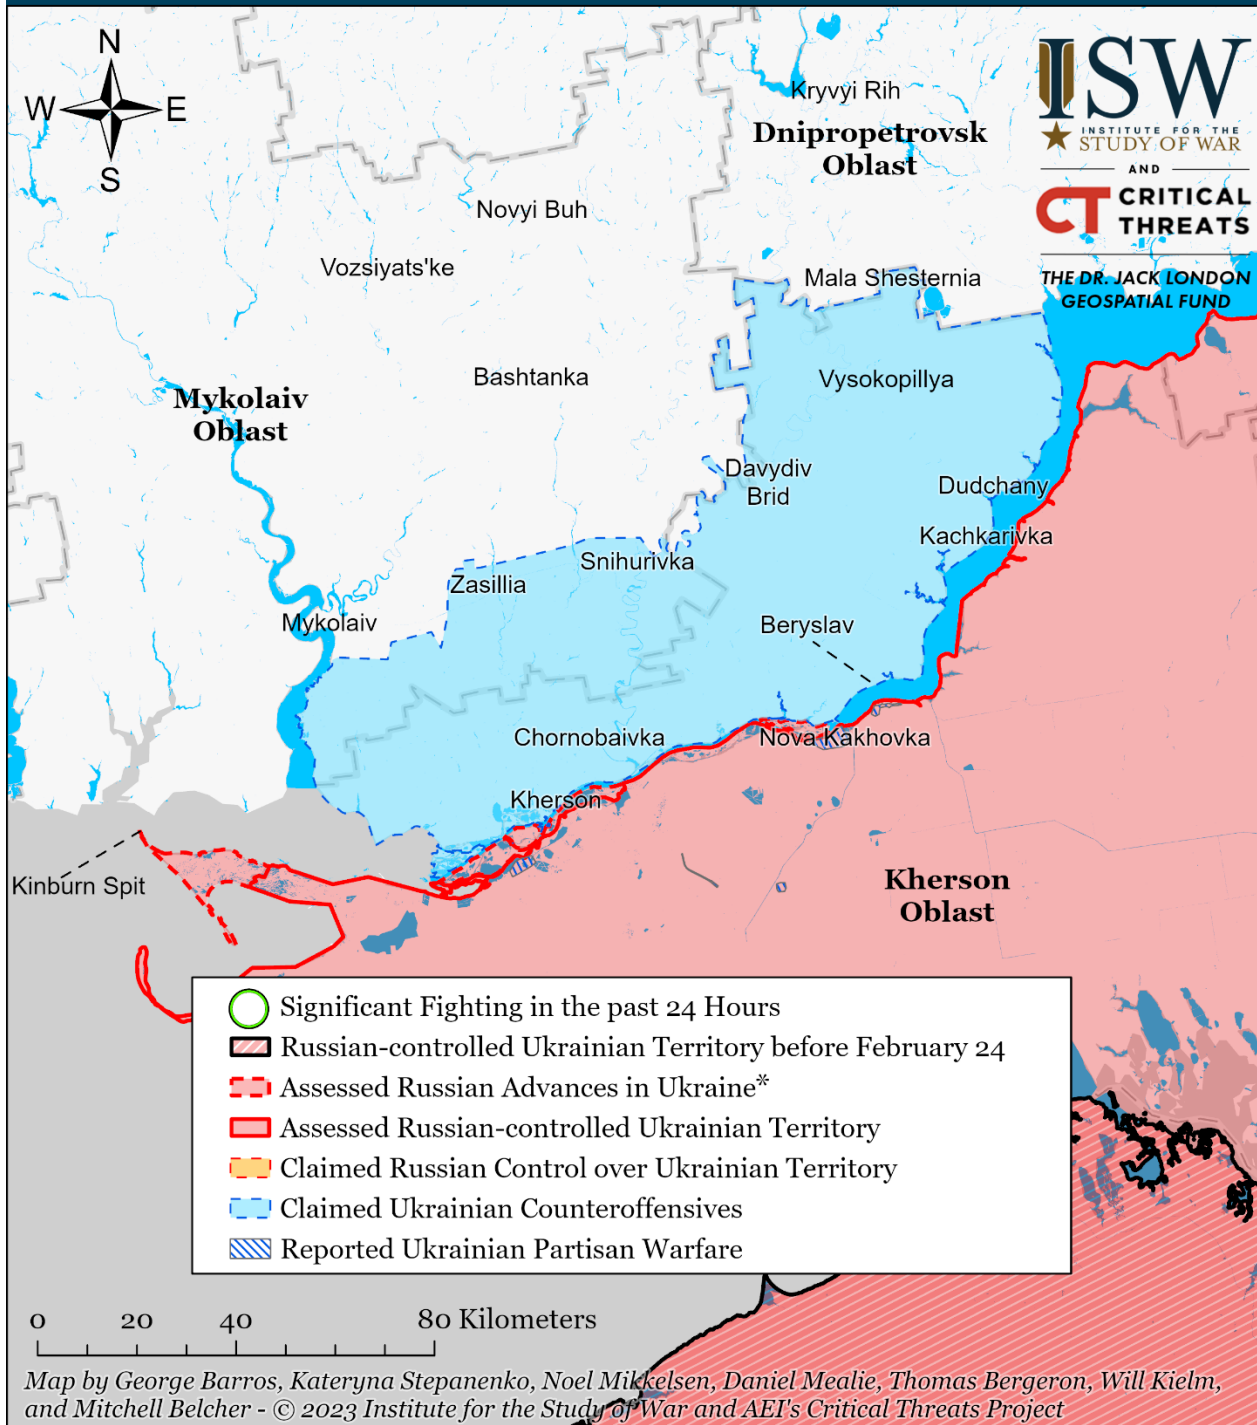 N
W
E
S
ISW
INSTITUTE FOR THE
STUDY OF WAR
AND
CT CRITICAL
THREATS
THE DR. JACK LONDON
GEOSPATIAL FUND
Kryvyi Rih
Dnipropetrovsk
Oblast
Novyi Buh
Vozsiyats'ke
Mala Shesternia
Bashtanka
Vysokopillya
Mykolaiv
Oblast
Davydiv
Brid
Dudchany
Kachkarivka
Snihurivka
Zasillia
Mykolaiv
Beryslav
Chornobaivka
Nova Kakhovka
Kherson
Kinburn Spit
Kherson
Oblast
Significant Fighting in the past 24 Hours
Russian-controlled Ukrainian Territory before February 24
Assessed Russian Advances in Ukraine*
Assessed Russian-controlled Ukrainian Territory
Claimed Russian Control over Ukrainian Territory
Claimed Ukrainian Counteroffensives
Reported Ukrainian Partisan Warfare
0 20 40 80 Kilometers
Map by George Barros, Kateryna Stepanenko, Noel Mikkelsen, Daniel Mealie, Thomas Bergeron, Will Kielm,
and Mitchell Belcher - © 2023 Institute for the Study of War and AEI's Critical Threats Project